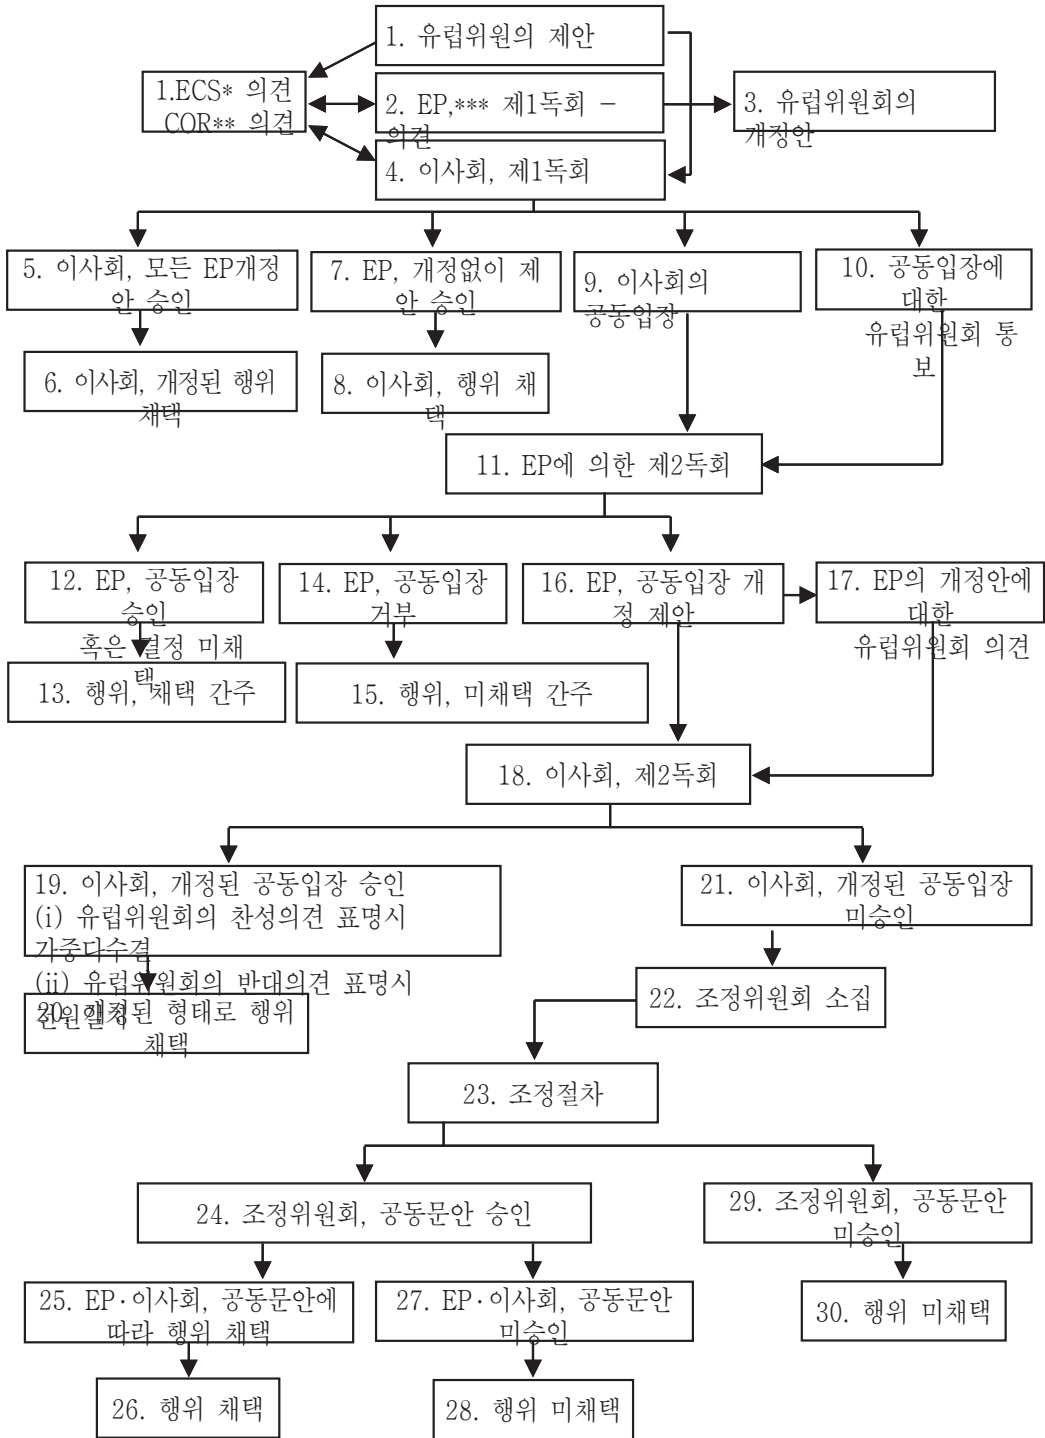 1. 유럽위원의 제안
1.ECS* 의견
COR** 의견
2. EP,*** 제1독회 -
의견
3. 유럽위원회의
개정안
4. 이사회, 제1독회
5. 이사회, 모든 EP개정
안 승인
7. EP, 개정없이 제
안 승인
9. 이사회의
공동입장
10. 공동입장에
대한
유럽위원회 통
보
6. 이사회, 개정된 행위
채택
8. 이사회, 행위 채
택
11. EP에 의한 제2독회
12. EP, 공동입장
승인
혹은 결정 미채
택
14. EP, 공동입장
거부
16. EP, 공동입장 개
정 제안
17. EP의 개정안에
대한
유럽위원회 의견
13. 행위, 채택 간주
15. 행위, 미채택 간주
18. 이사회, 제2독회
19. 이사회, 개정된 공동입장 승인
(i) 유럽위원회의 찬성의견 표명시
가중다수결
(ii) 유럽위원회의 반대의견 표명시
전원일치
21. 이사회, 개정된 공동입장
미승인
20. 개정된 형태로 행위
채택
22. 조정위원회 소집
23. 조정절차
24. 조정위원회, 공동문안 승인
29. 조정위원회, 공동문안
미승인
25. EP·이사회, 공동문안에
따라 행위 채택
27. EP·이사회, 공동문안
미승인
30. 행위 미채택
26. 행위 채택
28. 행위 미채택